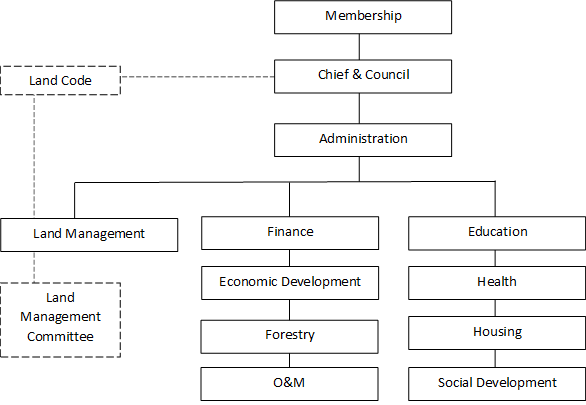 Membership
Chief & Council
Land Code
Administration
Land Management
Finance
Education
Economic Development
Health
Land
Management
Committee
Forestry
Housing
O&M
Social Development